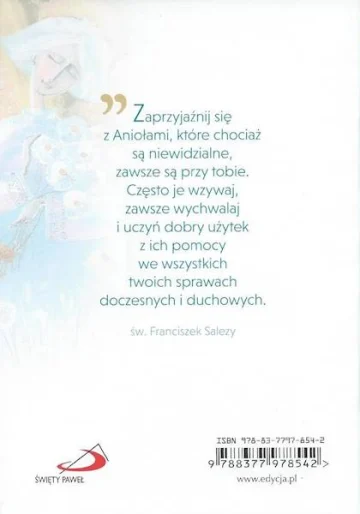 ”
Zaprzyjaźnij się
z Aniołami, które chociaż
są niewidzialne,
zawsze są przy tobie.
Często je wzywaj,
zawsze wychwalaj
i uczyń dobry użytek
z ich pomocy
we wszystkich
twoich sprawach
doczesnych i duchowych.
św. Franciszek Salezy
ISBN 978-83-7797-854-2
9 788377 978542 >
ŚWIĘTY PAWEŁ
www.edycja.pl